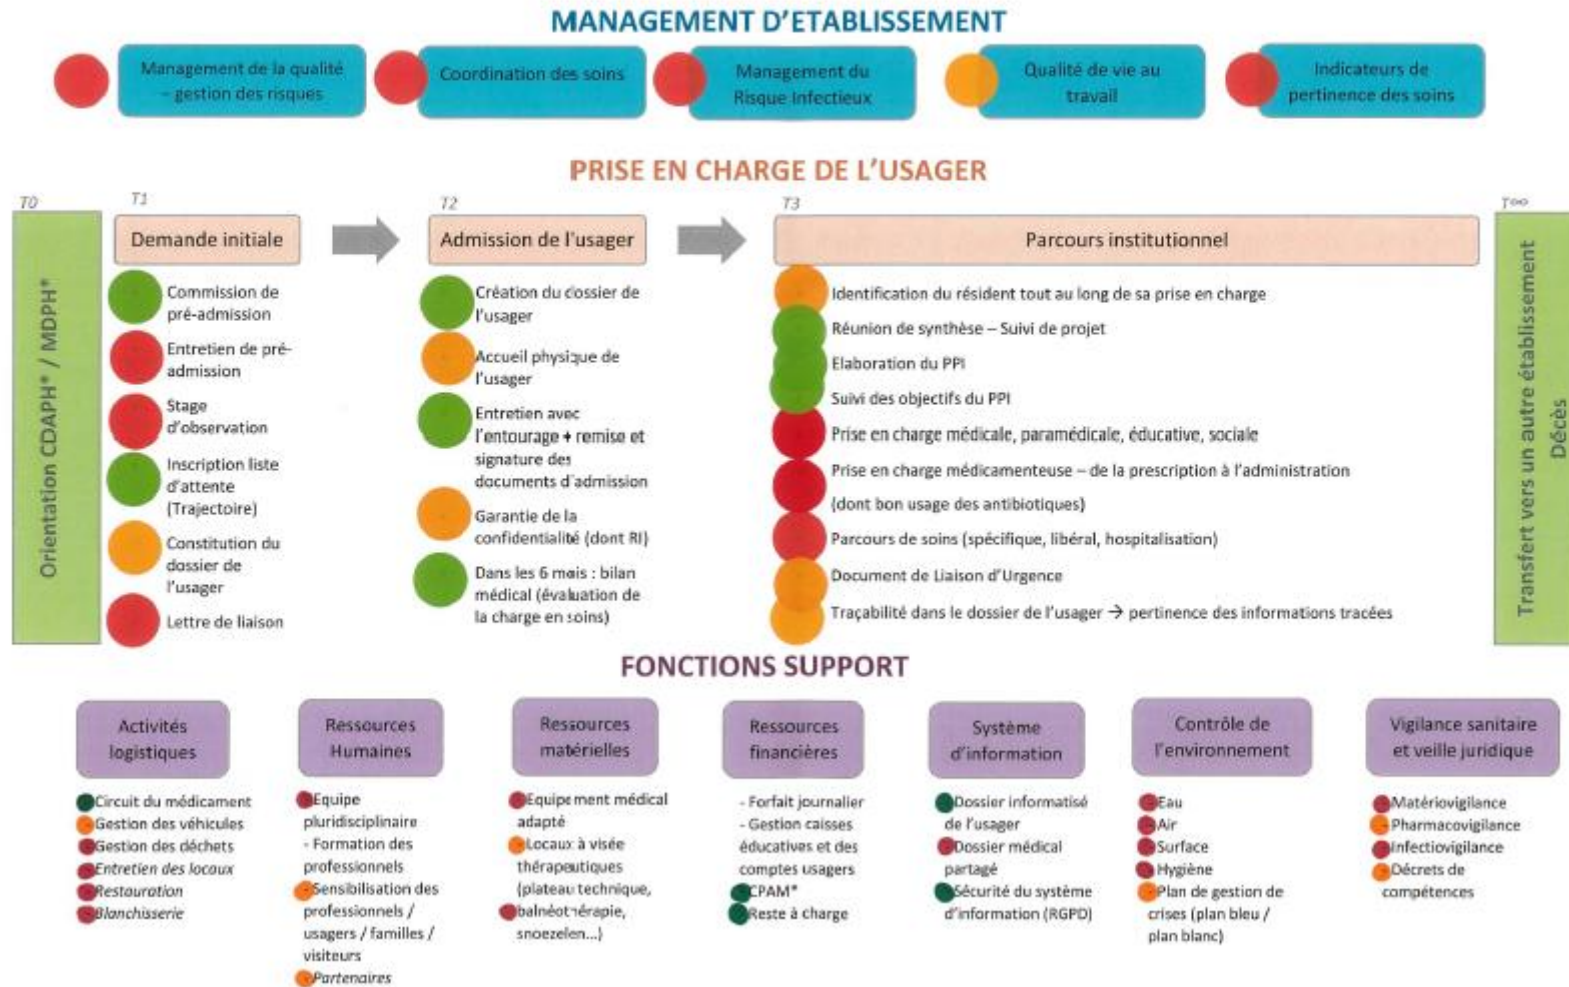 MANAGEMENT D'ETABLISSEMENT
Management de la qualité
– gestion des risques
Coordination des soins
Management du
Risque Infectieux
Qualité de vie au
travail
Indicateurs de
pertinence des soins
PRISE EN CHARGE DE L'USAGER
T0
Orientation CDAPH* / MDPH*
T1
Demande initiale
Commission de
pré-admission
Entretien de pré-
admission
Stage
d'observation
Inscription liste
d'attente
(Trajectoire)
Constitution du
dossier de
l'usager
Lettre de liaison
T2
Admission de l'usager
Création du dossier de
l'usager
Accueil physique de
l'usager
Entretien avec
l'entourage + remise et
signature des
documents d'admission
Garantie de la
confidentialité (dont RI)
Dans les 6 mois : bilan
médical (évaluation de
la charge en soins)
T3
Parcours institutionnel
Identification du résident tout au long de sa prise en charge
Réunion de synthèse – Suivi de projet
Elaboration du PPI
Suivi des objectifs du PPI
Prise en charge médicale, paramédicale, éducative, sociale
Prise en charge médicamenteuse – de la prescription à l'administration
(dont bon usage des antibiotiques)
Parcours de soins (spécifique, libéral, hospitalisation)
Document de Liaison d'Urgence
Traçabilité dans le dossier de l'usager → pertinence des informations tracées
T∞
Transfert vers un autre établissement
Décès
FONCTIONS SUPPORT
Activités
logistiques
Circuit du médicament
Gestion des véhicules
Gestion des déchets
Entretien des locaux
Restauration
Blanchisserie
Ressources
Humaines
Equipe
pluridisciplinaire
- Formation des
professionnels
Sensibilisation des
professionnels /
usagers / familles /
visiteurs
Partenaires
Ressources
matérielles
Equipement médical
adapté
Locaux à visée
thérapeutiques
(plateau technique,
balnéothérapie,
snoezelen...)
Ressources
financières
- Forfait journalier
- Gestion caisses
éducatives et des
comptes usagers
CPAM*
Reste à charge
Système
d'information
Dossier informatisé
de l'usager
Dossier médical
partagé
Sécurité du système
d'information (RGPD)
Contrôle de
l'environnement
Eau
Air
Surface
Hygiène
Plan de gestion de
crises (plan bleu /
plan blanc)
Vigilance sanitaire
et veille juridique
Matériovigilance
Pharmacovigilance
Infectiovigilance
Décrets de
compétences